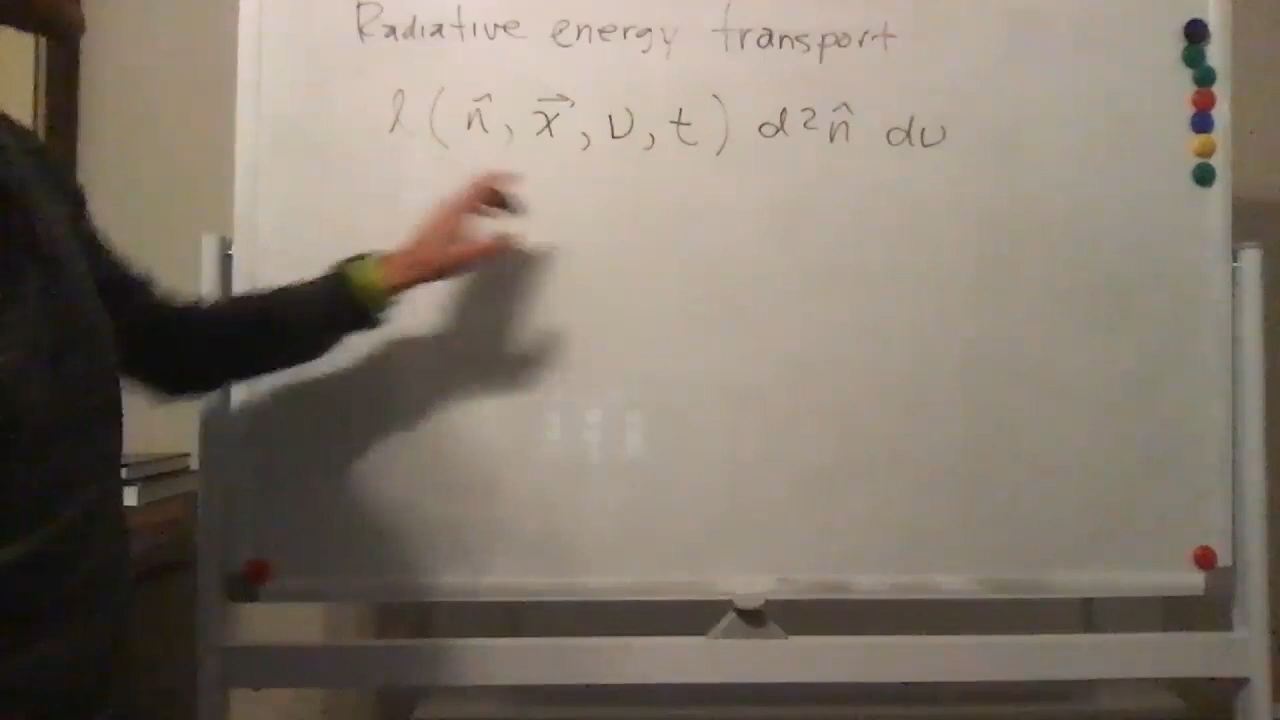 Radiative energy transport
l(n̂, x⃗, ν, t) d²n̂ dν